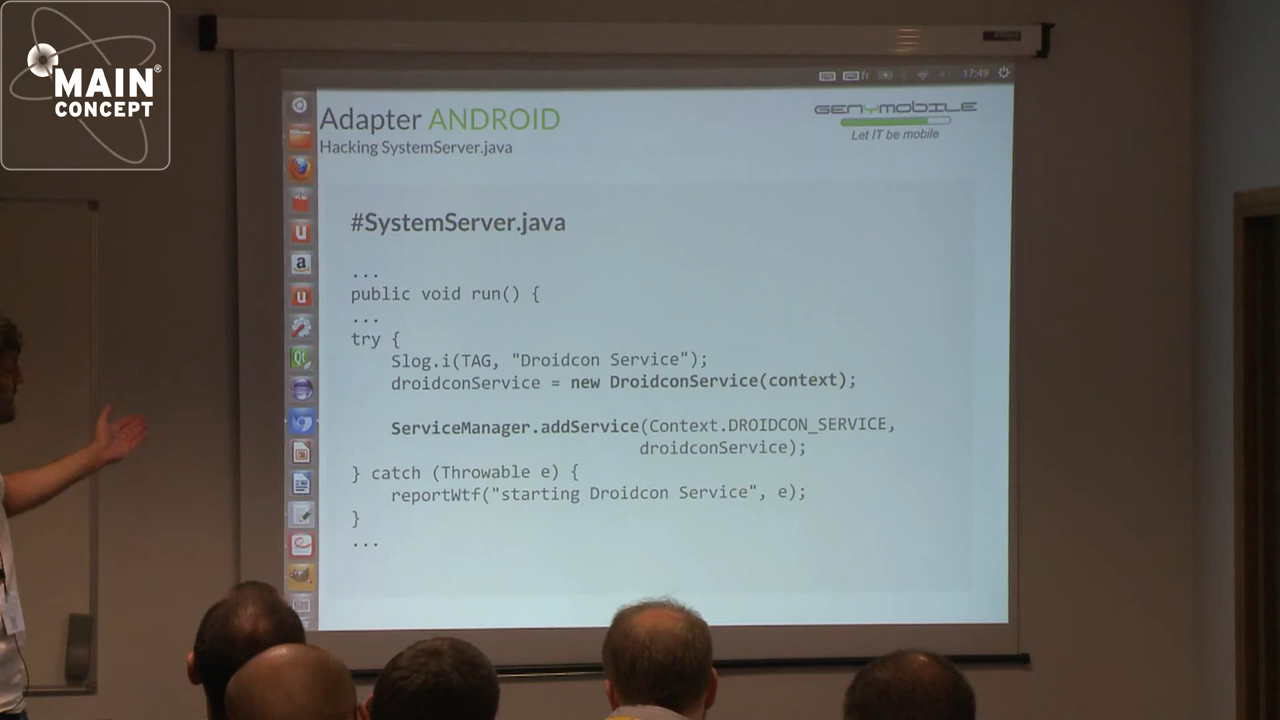 MAIN®
CONCEPT
fr
17:49
Adapter ANDROID
GENYMOBILE
Let IT be mobile
Hacking SystemServer.java
#SystemServer.java
...
public void run() {
...
try {
Slog.i(TAG, "Droidcon Service");
droidconService = new DroidconService(context);
ServiceManager.addService(Context.DROIDCON_SERVICE,
droidconService);
} catch (Throwable e) {
reportWtf("starting Droidcon Service", e);
}
...